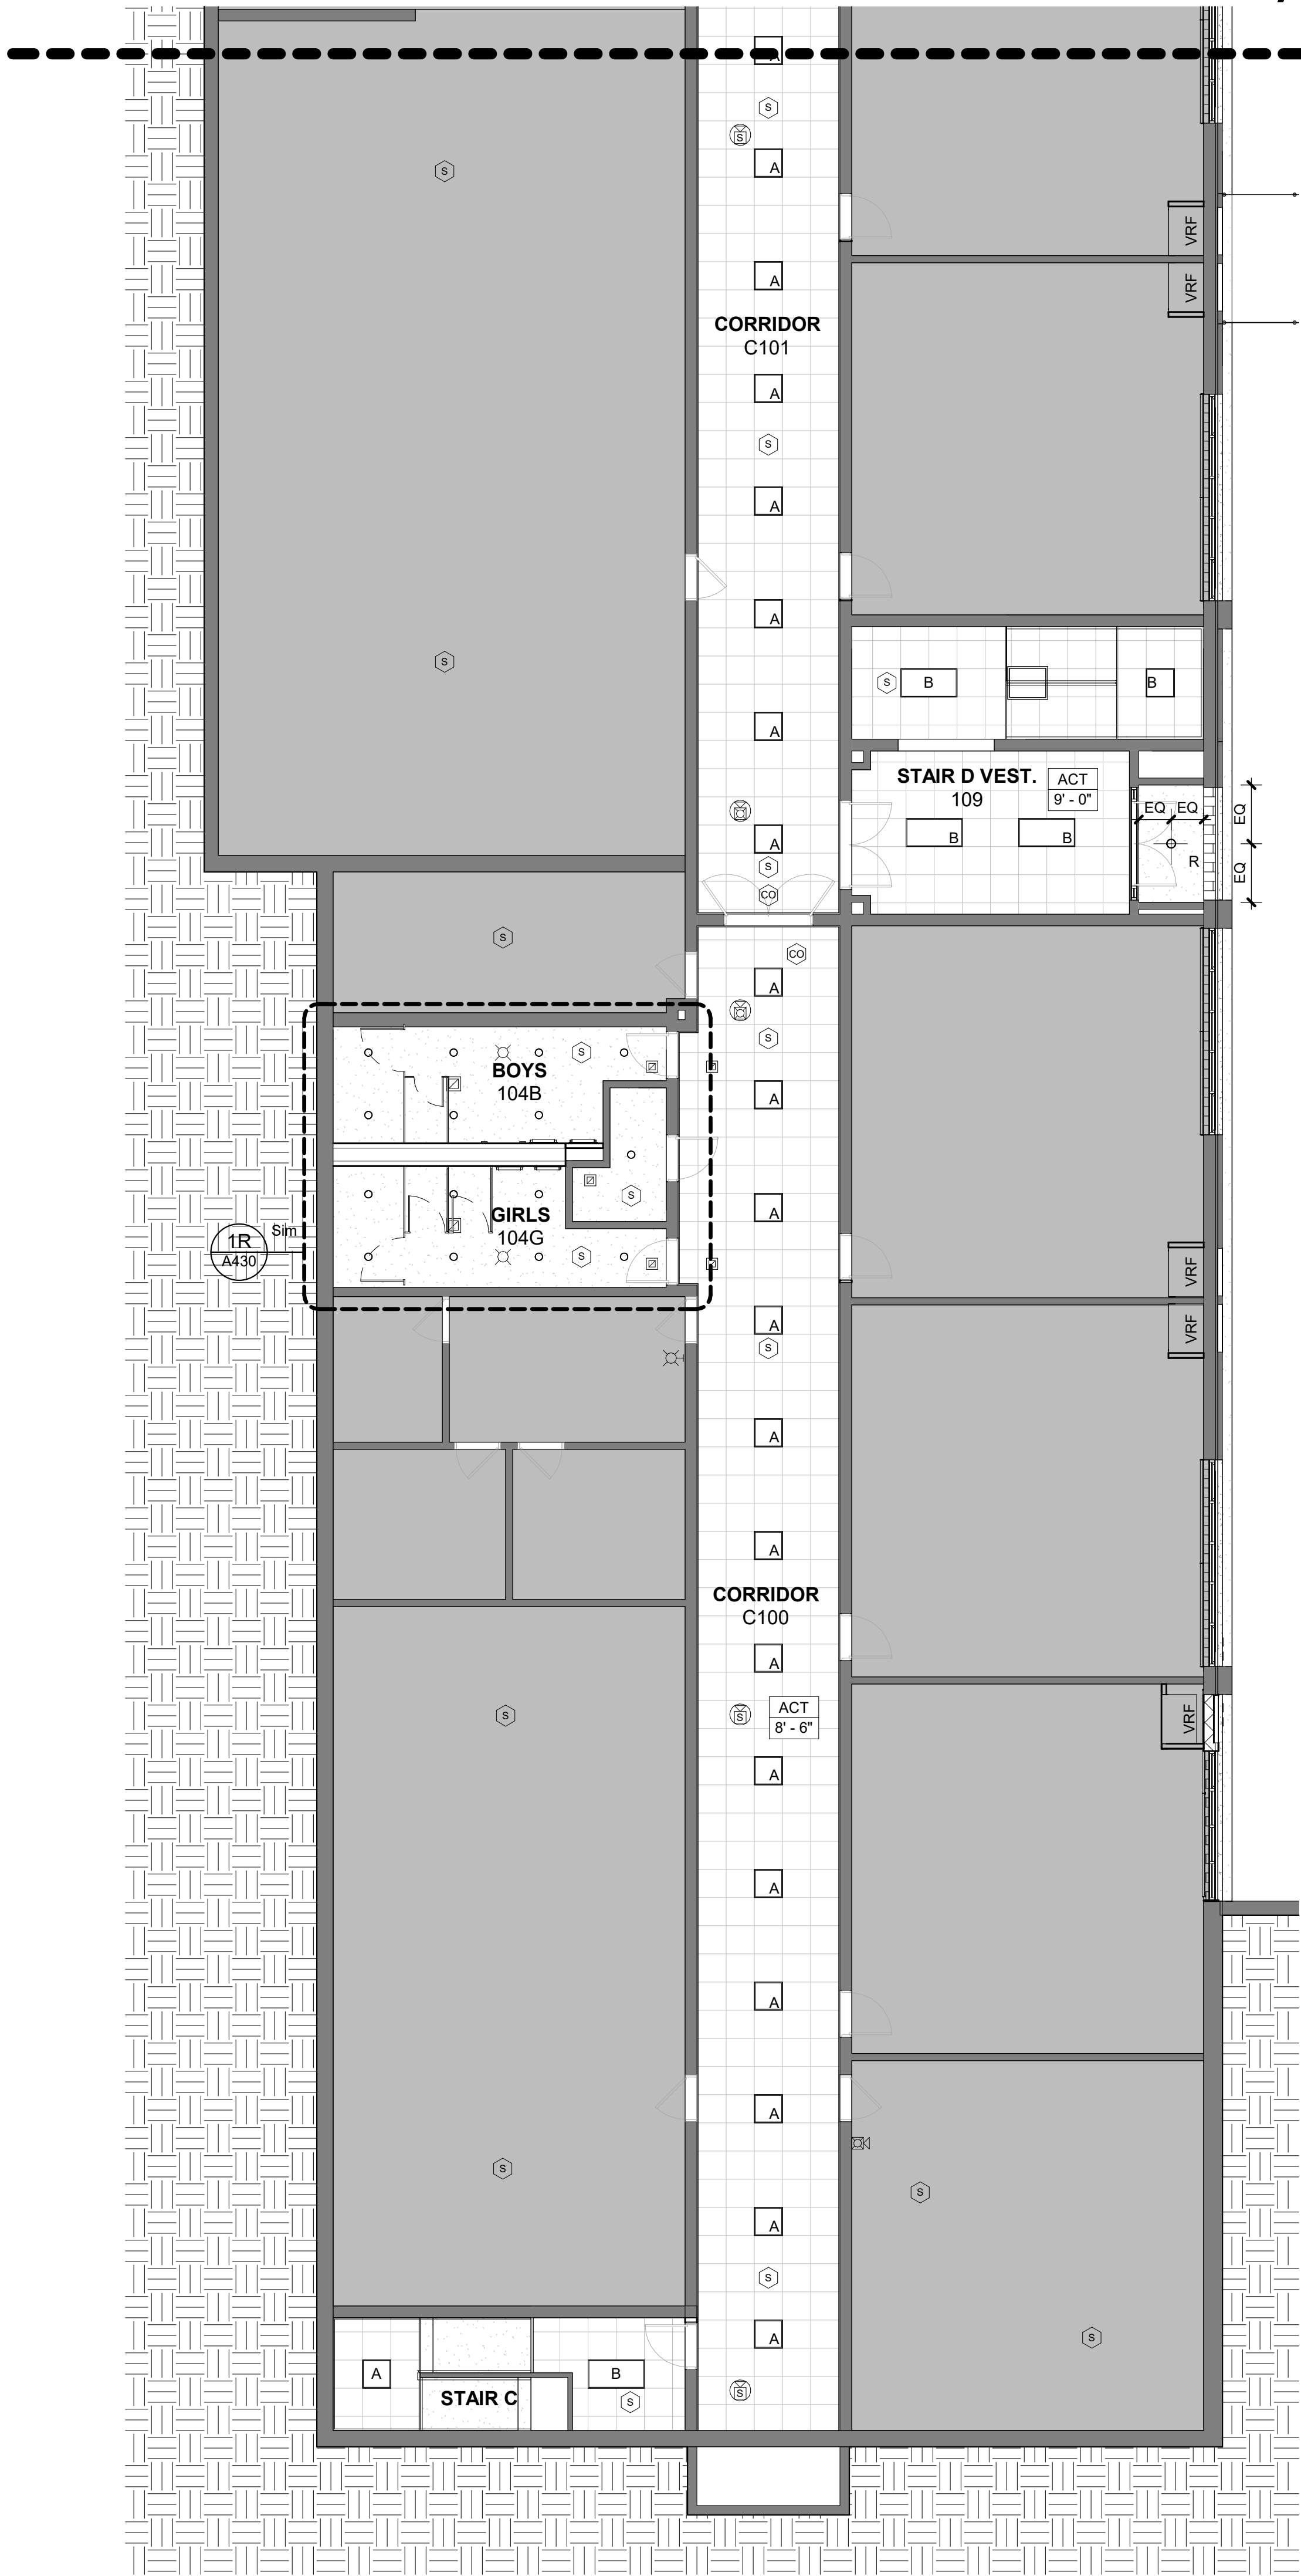 A
S
S
A
S
A
VRF
VRF
CORRIDOR
C101
A
S
A
A
S
S
B
B
A
STAIR D VEST.
109
ACT
9' - 0"
EQ
EQ
EQ
EQ
B
B
R
A
S
CO
S
CO
A
S
S
BOYS
104B
A
S
A
GIRLS
104G
S
1R
A430
Sim
VRF
VRF
A
S
A
A
CORRIDOR
C100
A
S
S
ACT
8' - 6"
VRF
A
A
A
A
S
S
A
S
A
S
A
B
STAIR C
S
S